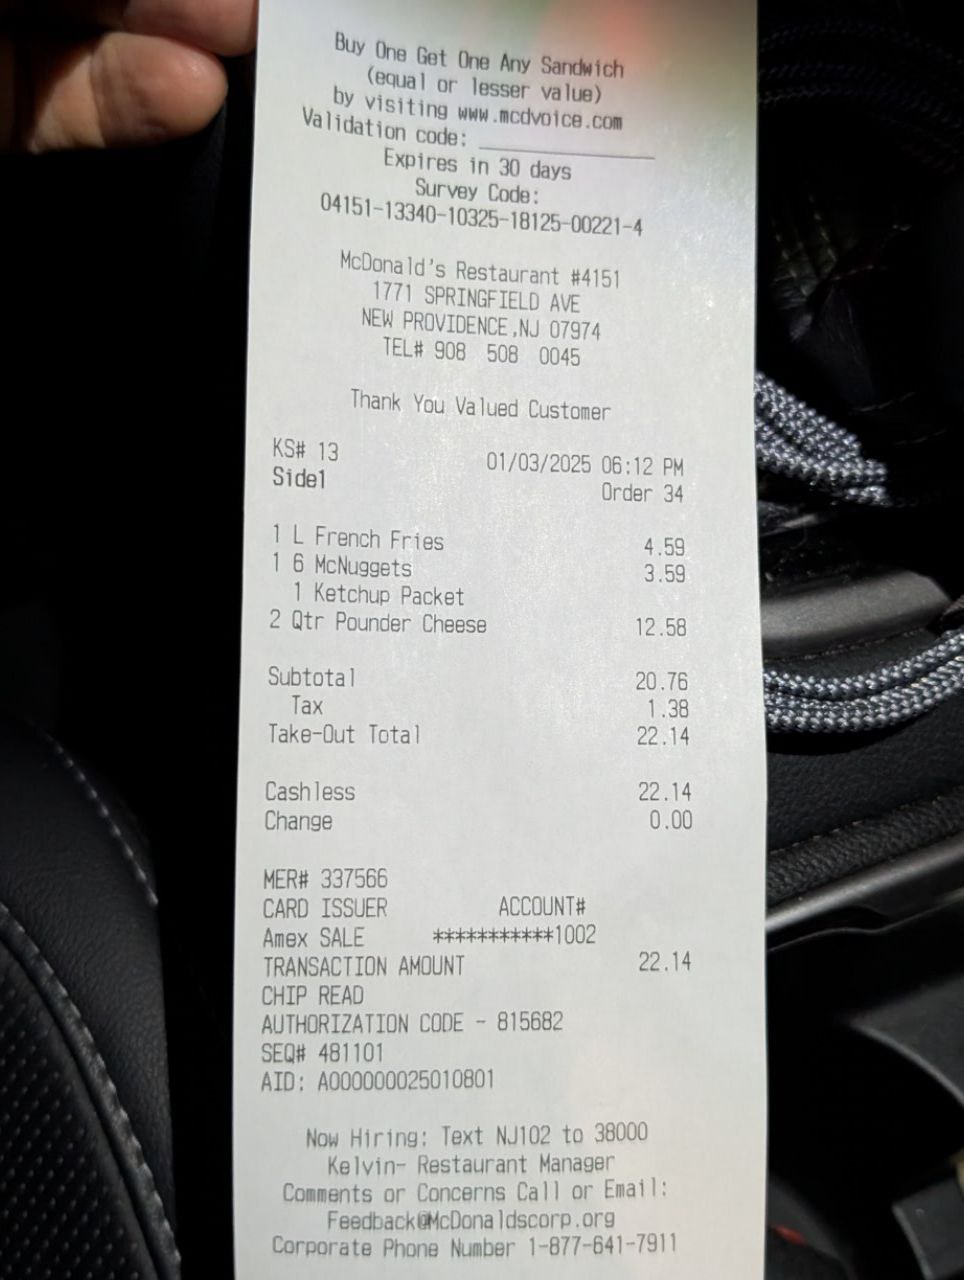 Buy One Get One Any Sandwich
(equal or lesser value)
by visiting www.mcdvoice.com
Validation code: ____________
Expires in 30 days
Survey Code:
04151-13340-10325-18125-00221-4
McDonald's Restaurant #4151
1771 SPRINGFIELD AVE
NEW PROVIDENCE,NJ 07974
TEL# 908 508 0045
Thank You Valued Customer
KS# 13 01/03/2025 06:12 PM
Side1 Order 34
1 L French Fries 4.59
1 6 McNuggets 3.59
1 Ketchup Packet
2 Qtr Pounder Cheese 12.58
Subtotal 20.76
Tax 1.38
Take-Out Total 22.14
Cashless 22.14
Change 0.00
MER# 337566
CARD ISSUER ACCOUNT#
Amex SALE ***********1002
TRANSACTION AMOUNT 22.14
CHIP READ
AUTHORIZATION CODE - 815682
SEQ# 481101
AID: A000000025010801
Now Hiring: Text NJ102 to 38000
Kelvin- Restaurant Manager
Comments or Concerns Call or Email:
Feedback@McDonaldscorp.org
Corporate Phone Number 1-877-641-7911